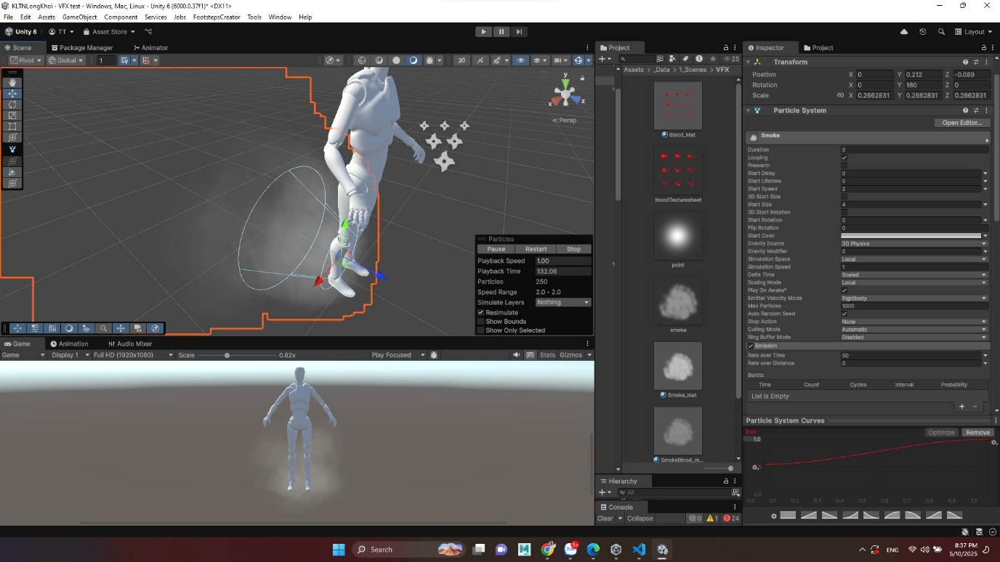 KLTNLongKhoi - VFX test - Windows, Mac, Linux - Unity 6 (6000.0.37f1)* <DX11>
File Edit Assets GameObject Component Services Jobs FootstepsCreator Tools Window Help
Unity 6 TT Asset Store Layout
Scene Package Manager Animator
Pivot Global 1 2D
y
x
z
< Persp
Particles
Pause Restart Stop
Playback Speed 1.00
Playback Time 132.06
Particles 250
Speed Range 2.0 - 2.0
Simulate Layers Nothing
Resimulate
Show Bounds
Show Only Selected
Game Animation Audio Mixer
Game Display 1 Full HD (1920x1080) Scale 0.82x Play Focused Stats Gizmos
Project
25
Assets > _Data > 1_Scenes > VFX
Blood_Mat
bloodTexturesheet
point
smoke
Smoke_mat
SmokeBlood_m...
Hierarchy
All
Console
Clear Collapse 0 1 24
Inspector Project
Transform
Position X 0 Y 0.212 Z -0.089
Rotation X 0 Y 180 Z 0
Scale X 0.2662831 Y 0.2662831 Z 0.2662831
Particle System
Open Editor...
Smoke
Duration 5
Looping
Prewarm
Start Delay 0
Start Lifetime 5
Start Speed 2
3D Start Size
Start Size 4
3D Start Rotation
Start Rotation 0
Flip Rotation 0
Start Color
Gravity Source 3D Physics
Gravity Modifier 0
Simulation Space Local
Simulation Speed 1
Delta Time Scaled
Scaling Mode Local
Play On Awake*
Emitter Velocity Mode Rigidbody
Max Particles 1000
Auto Random Seed
Stop Action None
Culling Mode Automatic
Ring Buffer Mode Disabled
Emission
Rate over Time 50
Rate over Distance 0
Bursts
Time Count Cycles Interval Probability
List is Empty
Particle System Curves
Size Optimize Remove
1.0
0.0
0.0 0.1 0.2 0.3 0.4 0.5 0.6 0.7 0.8 0.9 1.0
Search
5+
ENG
8:37 PM
5/10/2025